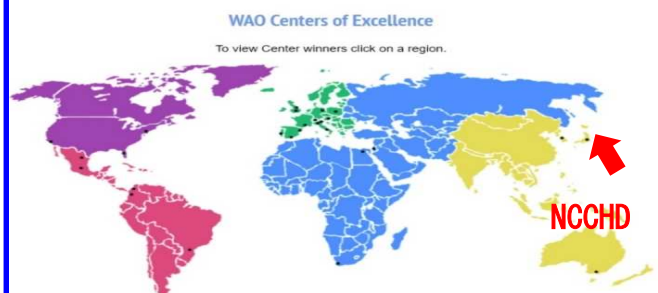 WAO Centers of Excellence
To view Center winners click on a region.
NCCHD